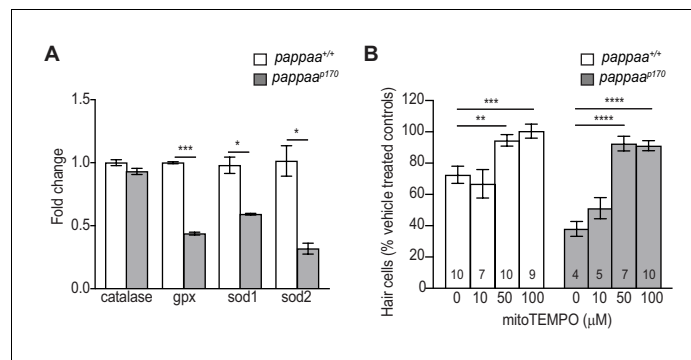 A
pappaa+/+
pappaap170
***
*
*
Fold change
1.5
1.0
0.5
0.0
catalase gpx sod1 sod2
B
pappaa+/+
pappaap170
***
**
****
****
Hair cells (% vehicle treated controls)
120
100
80
60
40
20
0
10 7 10 9 4 5 7 10
0 10 50 100 0 10 50 100
mitoTEMPO (μM)